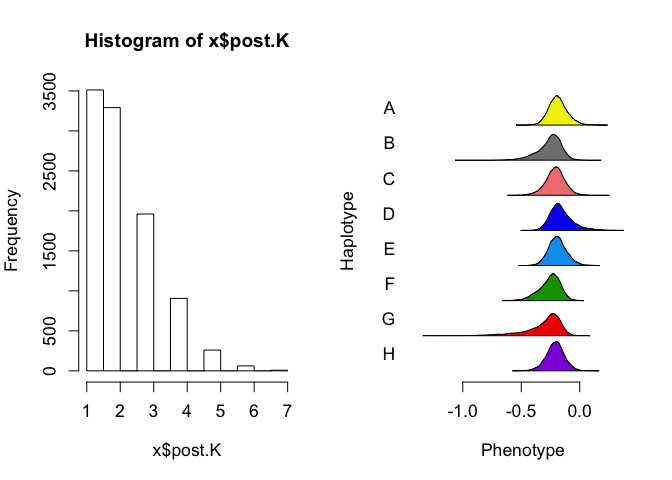 Histogram of x$post.K
Frequency
0
500
1500
2500
3500
1 2 3 4 5 6 7
x$post.K
Haplotype
A
B
C
D
E
F
G
H
-1.0 -0.5 0.0
Phenotype